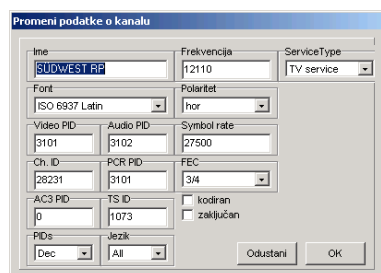 Promeni podatke o kanalu
Ime Frekvencija ServiceType
SÜDWEST RP 12110 TV service
Font Polaritet
ISO 6937 Latin hor
Video PID Audio PID Symbol rate
3101 3102 27500
Ch. ID PCR PID FEC
28231 3101 3/4
AC3 PID TS ID kodiran
0 1073 zaključan
PIDs Jezik
Dec All Odustani OK